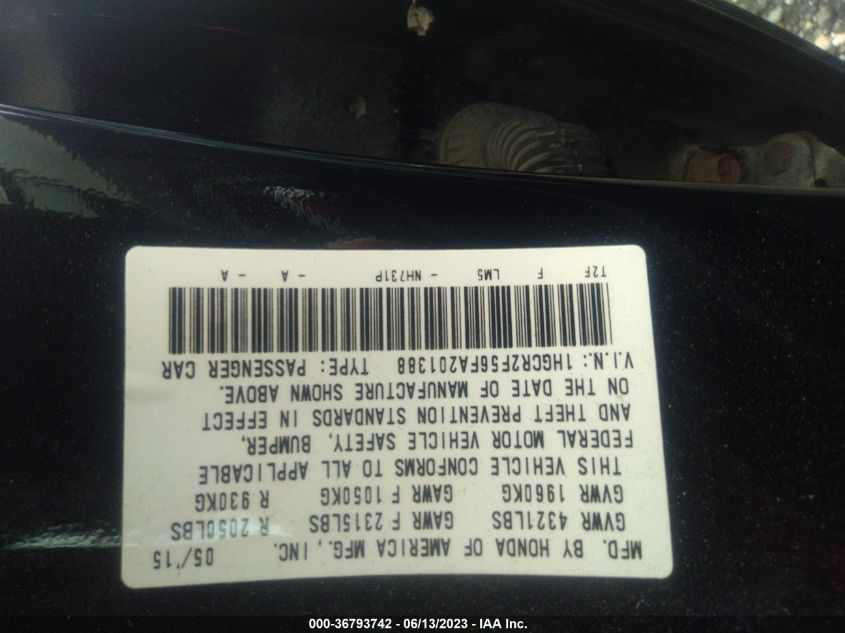 MFD. BY HONDA OF AMERICA MFG., INC. 05/'15
GVWR 4321LBS GAWR F 2315LBS R 2050LBS
GVWR 1960KG GAWR F 1050KG R 930KG
THIS VEHICLE CONFORMS TO ALL APPLICABLE
FEDERAL MOTOR VEHICLE SAFETY, BUMPER,
AND THEFT PREVENTION STANDARDS IN EFFECT
ON THE DATE OF MANUFACTURE SHOWN ABOVE.
V.I.N.: 1HGCR2F56FA201388 TYPE: PASSENGER CAR
T2F F LM5 - NH731P - A - A
000-36793742 - 06/13/2023 - IAA Inc.